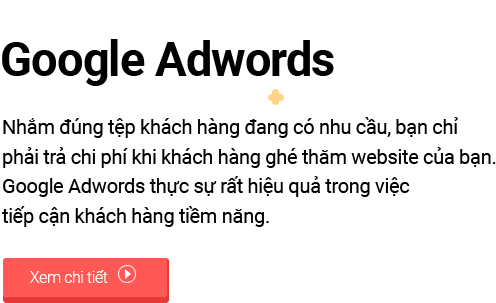 Google Adwords
Nhắm đúng tệp khách hàng đang có nhu cầu, bạn chỉ
phải trả chi phí khi khách hàng ghé thăm website của bạn.
Google Adwords thực sự rất hiệu quả trong việc
tiếp cận khách hàng tiềm năng.
Xem chi tiết